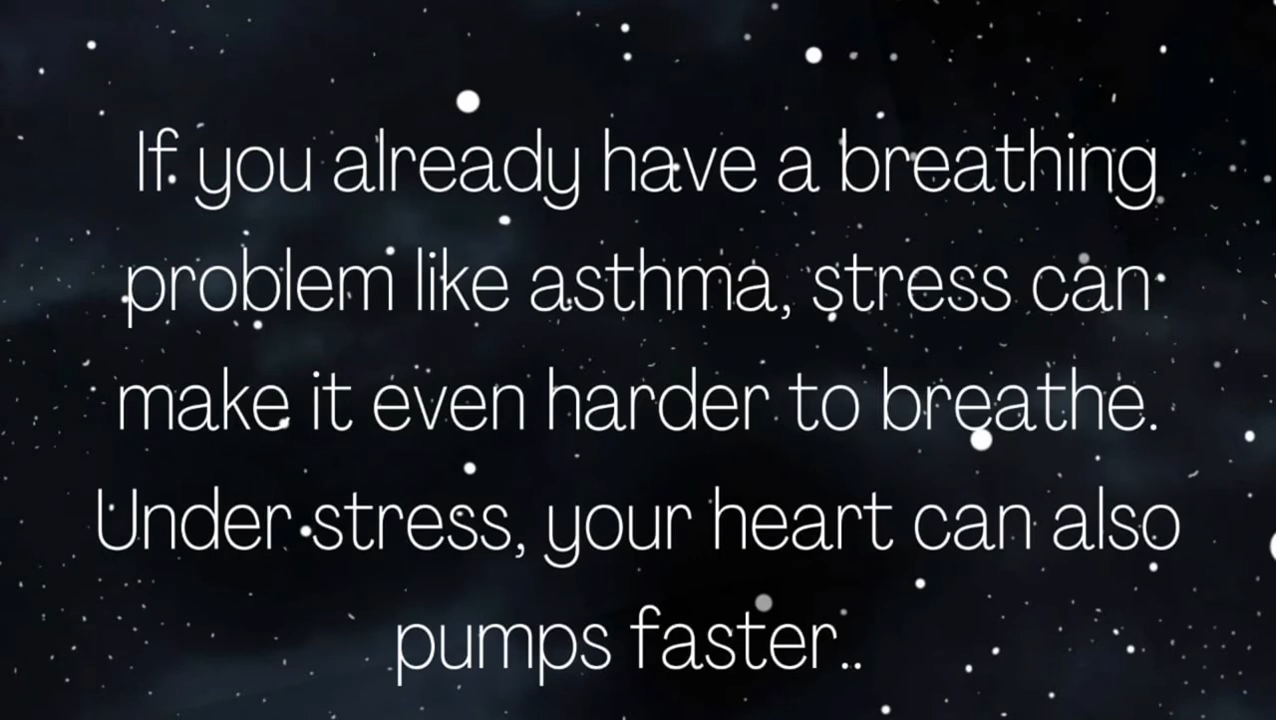 If you already have a breathing
problem like asthma, stress can
make it even harder to breathe.
Under stress, your heart can also
pumps faster..